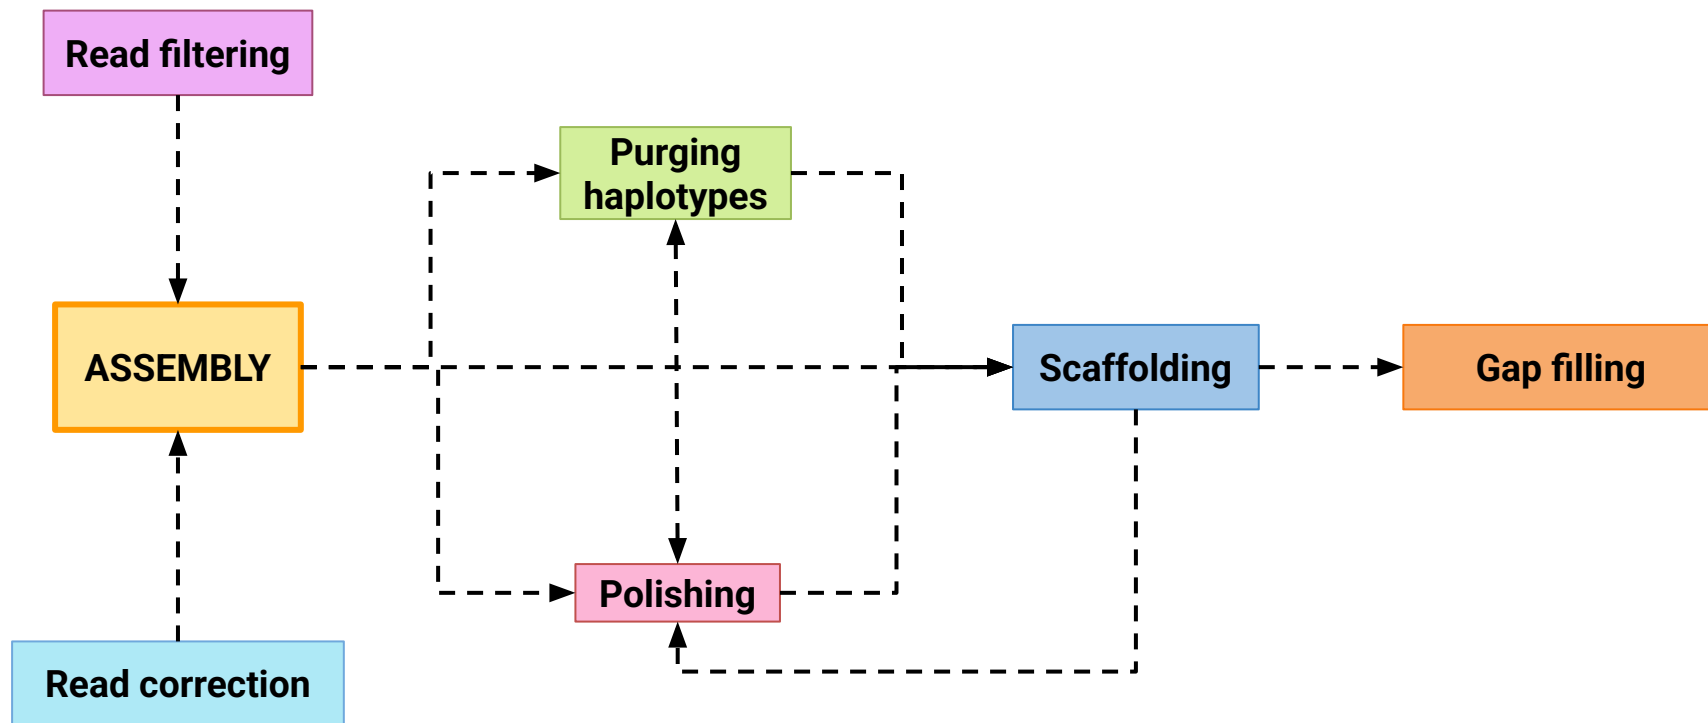 Read filtering
Purging
haplotypes
ASSEMBLY
Scaffolding
Gap filling
Polishing
Read correction